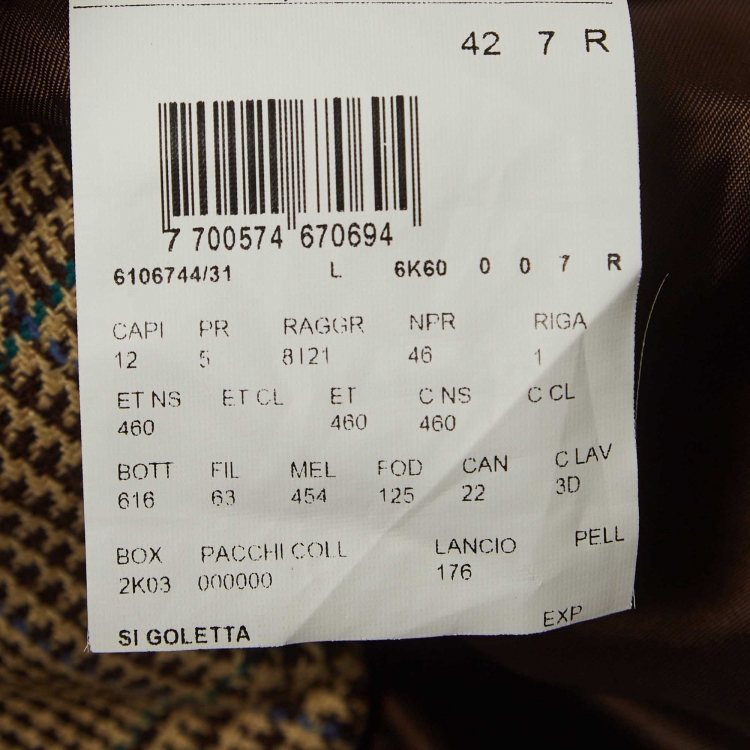 42 7 R
7 700574 670694
6106744/31 L 6K60 0 0 7 R
CAPI PR RAGGR NPR RIGA
12 5 8121 46 1
ET NS ET CL ET C NS C CL
460 460 460
BOTT FIL MEL FOD CAN C LAV
616 63 454 125 22 3D
BOX PACCHI COLL LANCIO PELL
2K03 000000 176
SI GOLETTA EXP